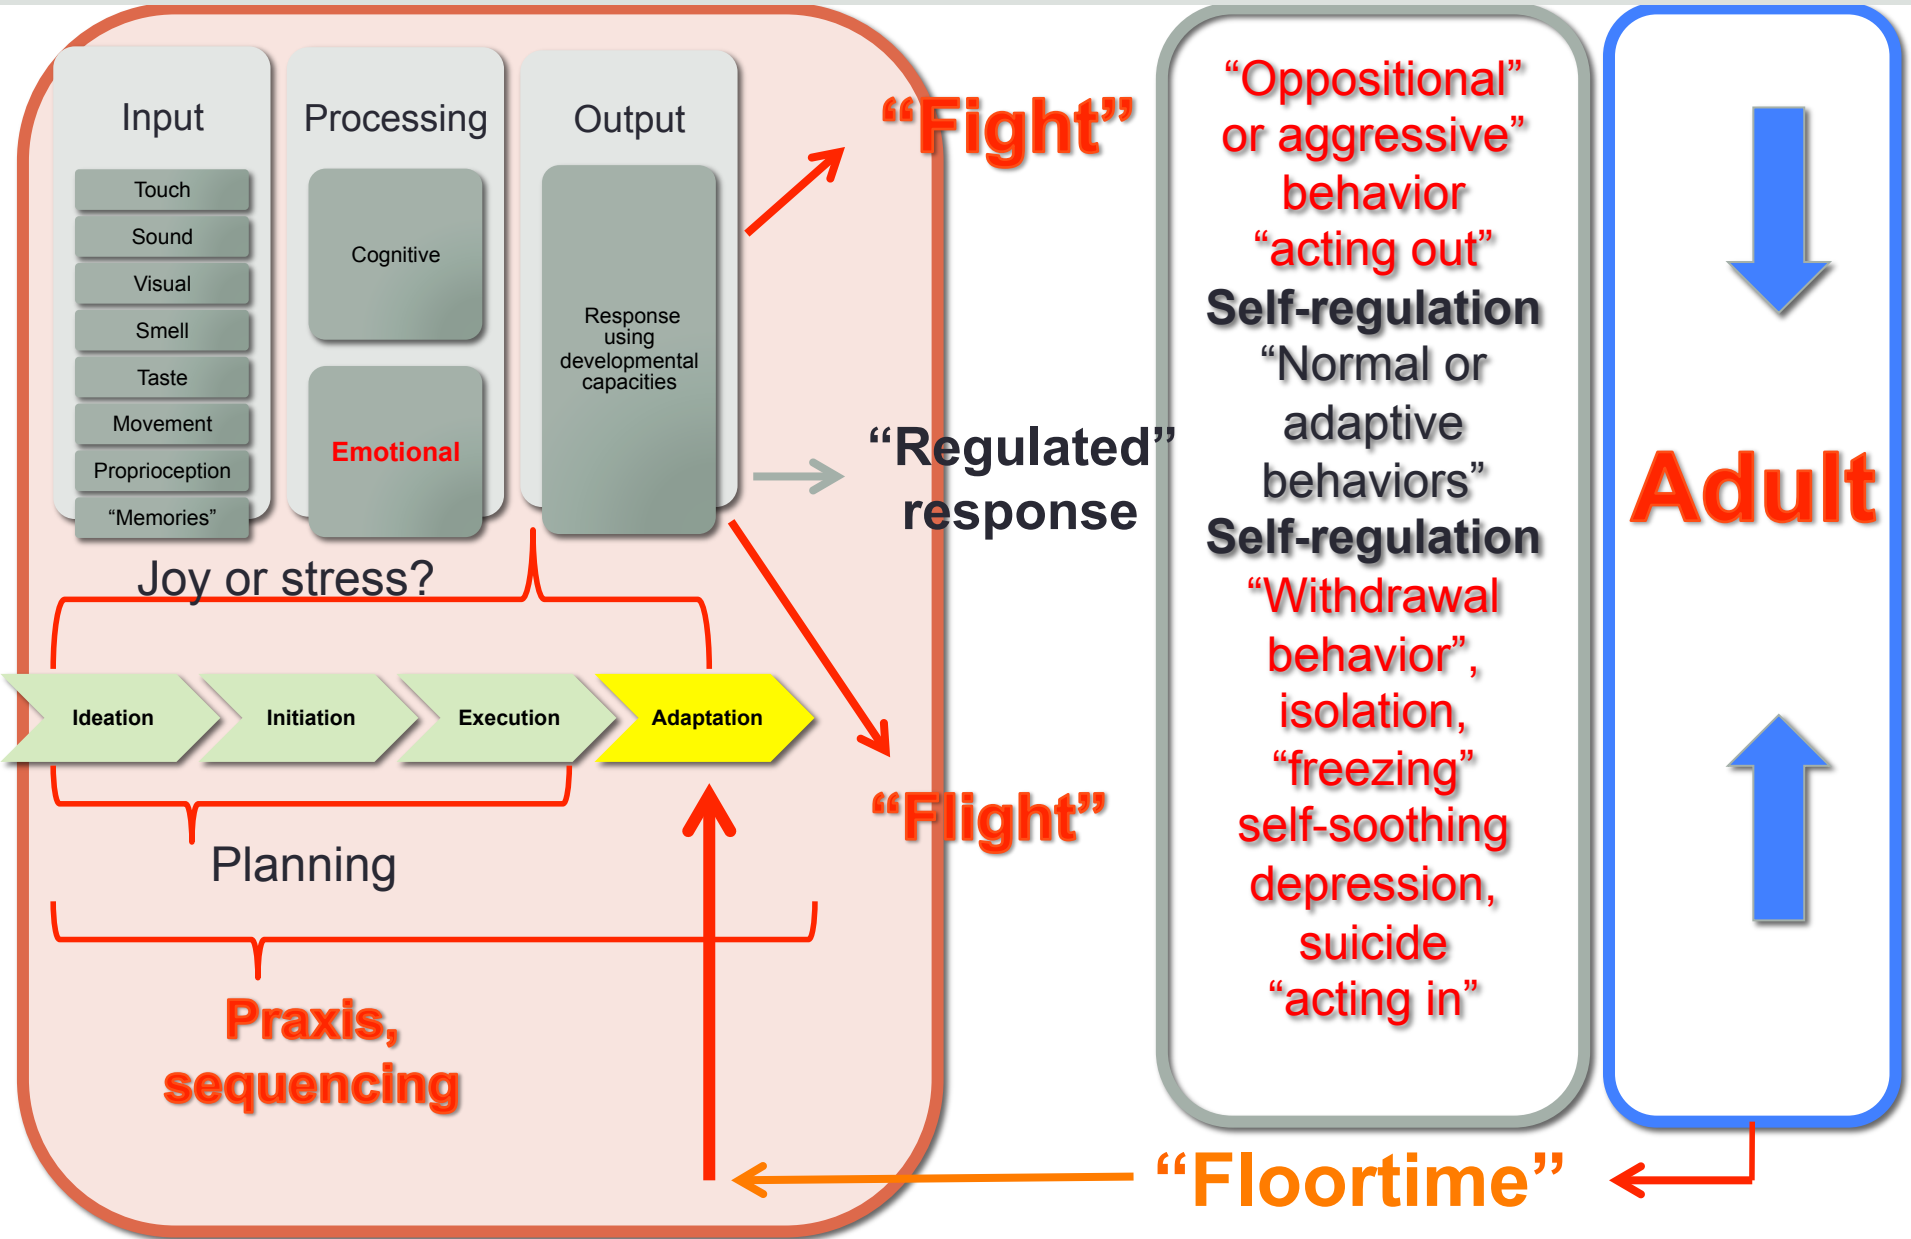 Input
Touch
Sound
Visual
Smell
Taste
Movement
Proprioception
“Memories”
Processing
Cognitive
Emotional
Output
Response
using
developmental
capacities
Joy or stress?
Ideation
Initiation
Execution
Adaptation
Planning
Praxis,
sequencing
“Fight”
“Regulated”
response
“Flight”
“Oppositional”
or aggressive”
behavior
“acting out”
Self-regulation
“Normal or
adaptive
behaviors”
Self-regulation
“Withdrawal
behavior”,
isolation,
“freezing”
self-soothing
depression,
suicide
“acting in”
Adult
“Floortime”